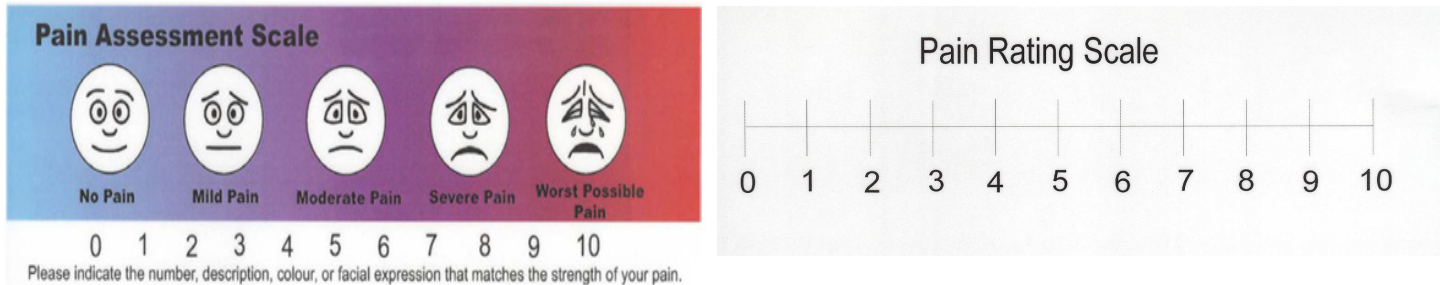 Pain Assessment Scale
No Pain Mild Pain Moderate Pain Severe Pain Worst Possible
Pain
0 1 2 3 4 5 6 7 8 9 10
Please indicate the number, description, colour, or facial expression that matches the strength of your pain.
Pain Rating Scale
0 1 2 3 4 5 6 7 8 9 10